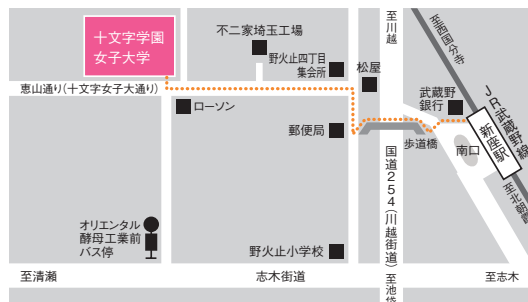 十文字学園
女子大学
不二家埼玉工場
野火止四丁目
集会所
至川越
至西国分寺
松屋
武蔵野
銀行
JR武蔵野線
新座駅
恵山通り(十文字女子大通り)
ローソン
郵便局
歩道橋
南口
至北朝霞
国道254(川越街道)
オリエンタル
酵母工業前
バス停
野火止小学校
至清瀬
志木街道
至池袋
至志木